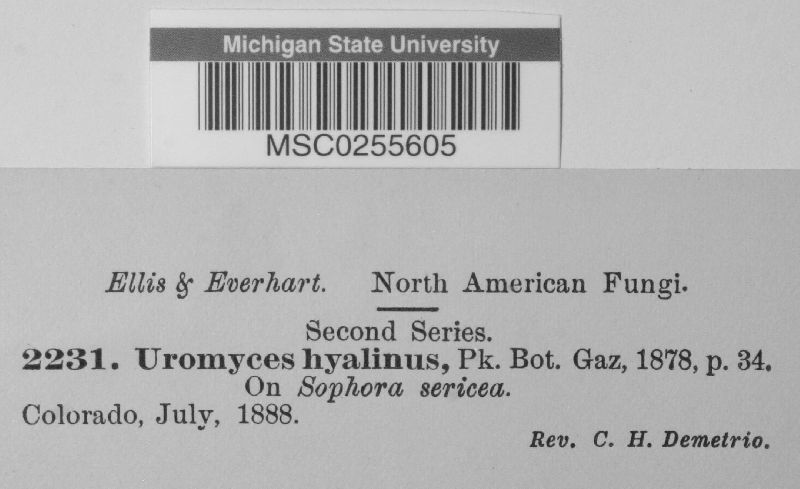 Michigan State University
MSC0255605
Ellis & Everhart. North American Fungi.
Second Series.
2231. Uromyces hyalinus, Pk. Bot. Gaz, 1878, p. 34.
On Sophora sericea.
Colorado, July, 1888.
Rev. C. H. Demetrio.